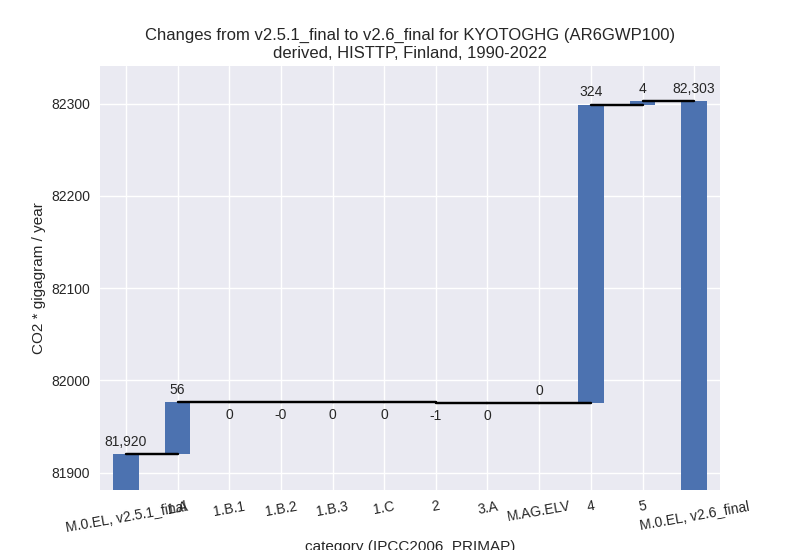 Changes from v2.5.1_final to v2.6_final for KYOTOGHG (AR6GWP100)
derived, HISTTP, Finland, 1990-2022
CO2 * gigagram / year
82300
82200
82100
82000
81900
81,920
56
0
-0
0
0
-1
0
0
324
4
82,303
M.0.EL, v2.5.1_final
1.A
1.B.1
1.B.2
1.B.3
1.C
2
3.A
M.AG.ELV
4
5
M.0.EL, v2.6_final
category (IPCC2006_PRIMAP)